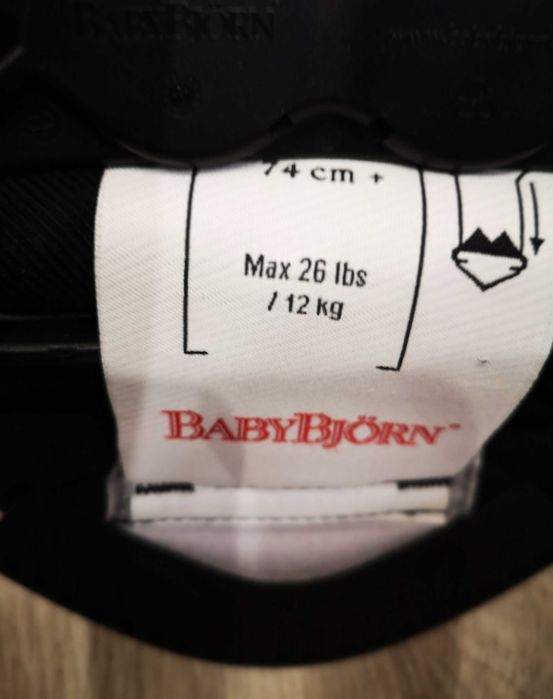 BABYBJÖRN
74 cm +
Max 26 lbs
/ 12 kg
BABYBJÖRN™